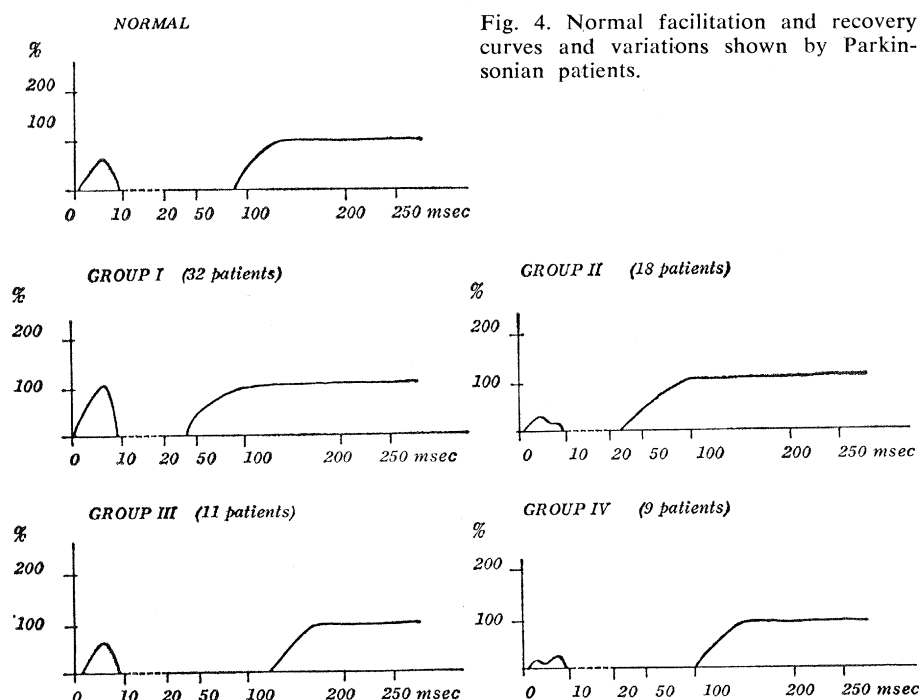 NORMAL
Fig. 4. Normal facilitation and recovery
curves and variations shown by Parkin-
sonian patients.
%
200
100
0 10 20 50 100 200 250 msec
GROUP I (32 patients)
%
200
100
0 10 20 50 100 200 250 msec
GROUP II (18 patients)
%
200
100
0 10 20 50 100 200 250 msec
GROUP III (11 patients)
%
200
100
0 10 20 50 100 200 250 msec
GROUP IV (9 patients)
%
200
100
0 10 20 50 100 200 250 msec